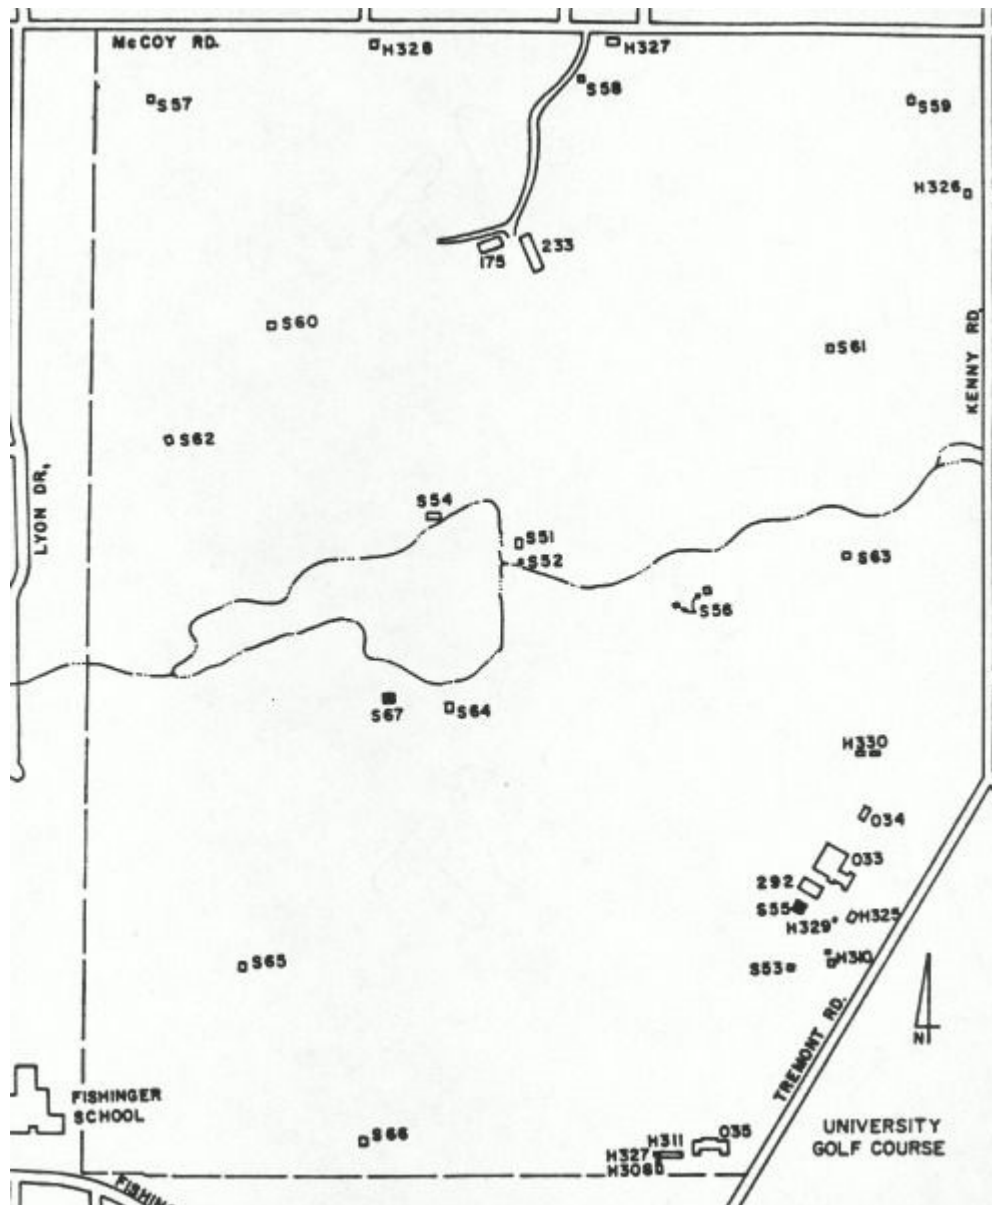 McCOY RD.
H328
H327
S58
S57
S59
H326
233
175
S60
S61
KENNY RD.
S62
LYON DR,
S54
S51
S52
S63
S56
S67
S64
H330
034
033
292
S55
H325
H329
H310
S53
S65
N
TREMONT RD.
FISHINGER
SCHOOL
UNIVERSITY
GOLF COURSE
S66
035
H311
H327
H308
FISHIN